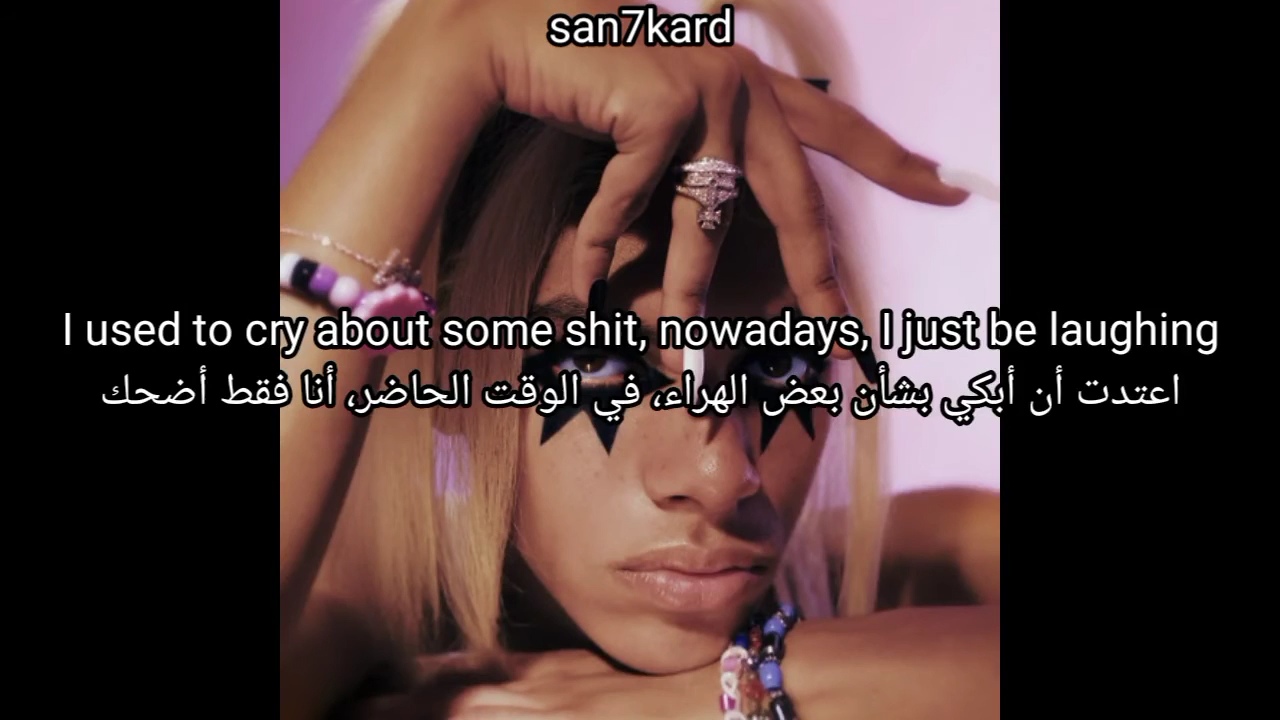 san7kard
I used to cry about some shit, nowadays, I just be laughing
اعتدت أن أبكي بشأن بعض الهراء، في الوقت الحاضر، أنا فقط أضحك